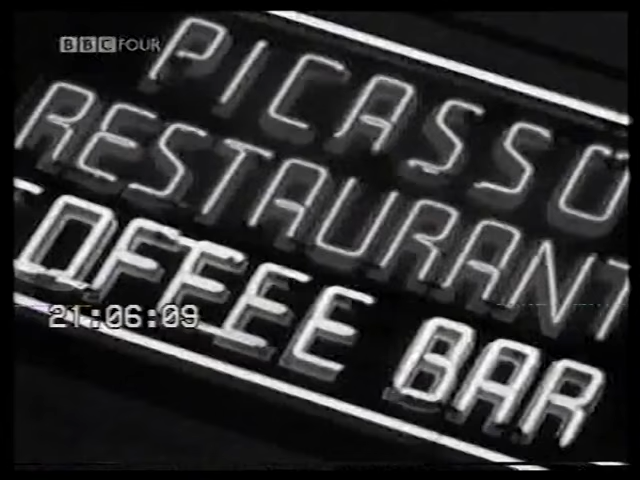 BBC FOUR
PICASSO
RESTAURANT
COFFEE BAR
21:06:09